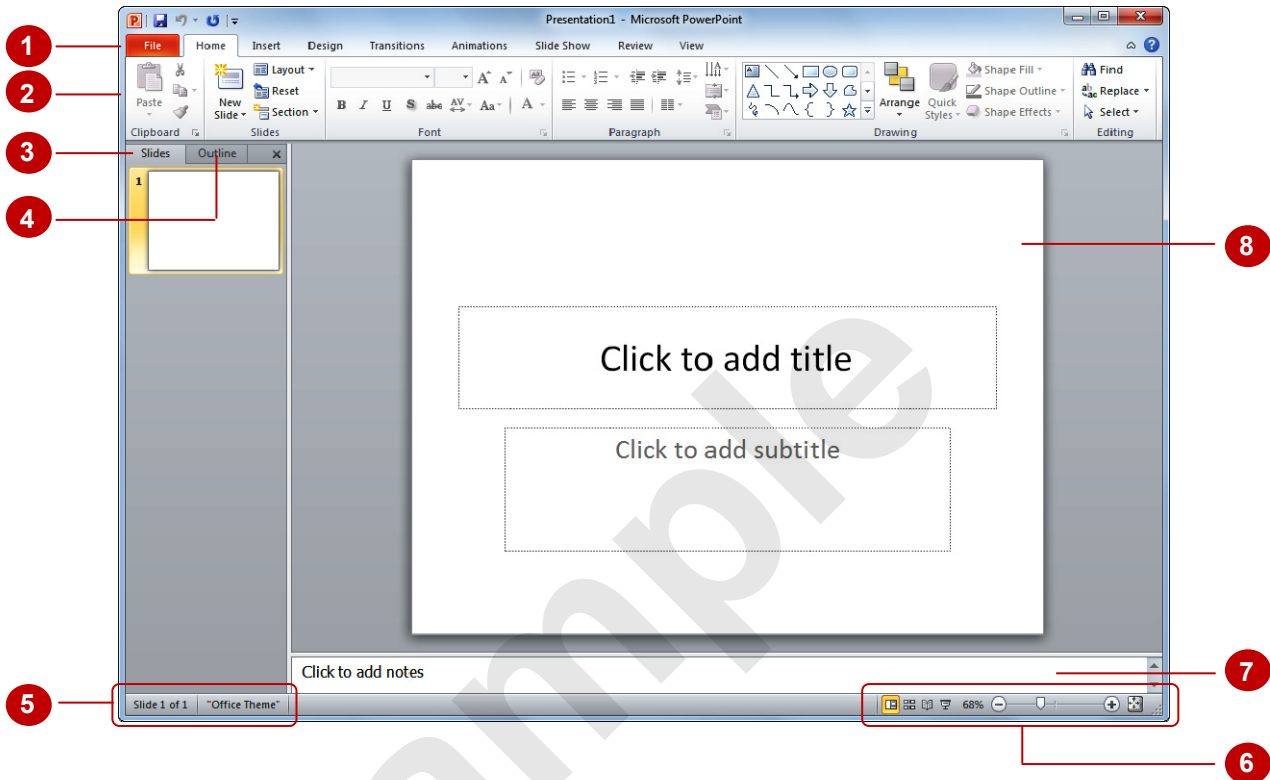 Presentation1 - Microsoft PowerPoint
1
File Home Insert Design Transitions Animations Slide Show Review View
2
Paste
New
Slide
Layout
Reset
Section
B I U S abc AV Aa A
A A
Arrange
Quick
Styles
Shape Fill
Shape Outline
Shape Effects
Find
Replace
Select
Clipboard Slides Font Paragraph Drawing Editing
3
Slides Outline x
1
4
8
Click to add title
Click to add subtitle
Sample
Click to add notes
7
5
Slide 1 of 1 "Office Theme" 68%
6